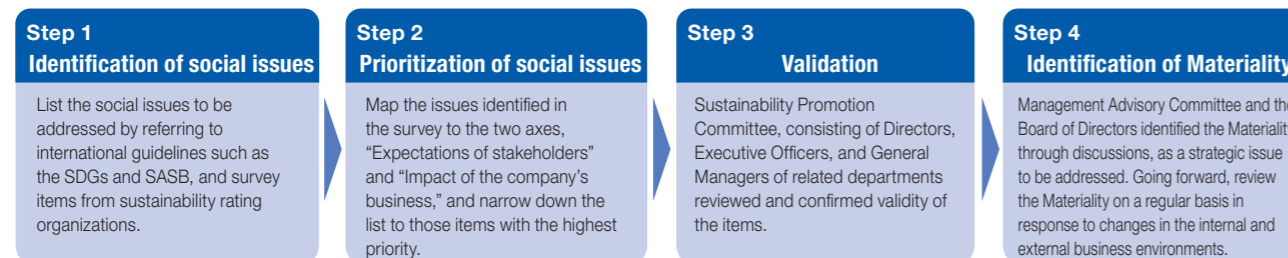 Step 1
Identification of social issues
List the social issues to be
addressed by referring to
international guidelines such as
the SDGs and SASB, and survey
items from sustainability rating
organizations.
Step 2
Prioritization of social issues
Map the issues identified in
the survey to the two axes,
“Expectations of stakeholders”
and “Impact of the company’s
business,” and narrow down the
list to those items with the highest
priority.
Step 3
Validation
Sustainability Promotion
Committee, consisting of Directors,
Executive Officers, and General
Managers of related departments
reviewed and confirmed validity of
the items.
Step 4
Identification of Materiality
Management Advisory Committee and the
Board of Directors identified the Materiality
through discussions, as a strategic issue
to be addressed. Going forward, review
the Materiality on a regular basis in
response to changes in the internal and
external business environments.